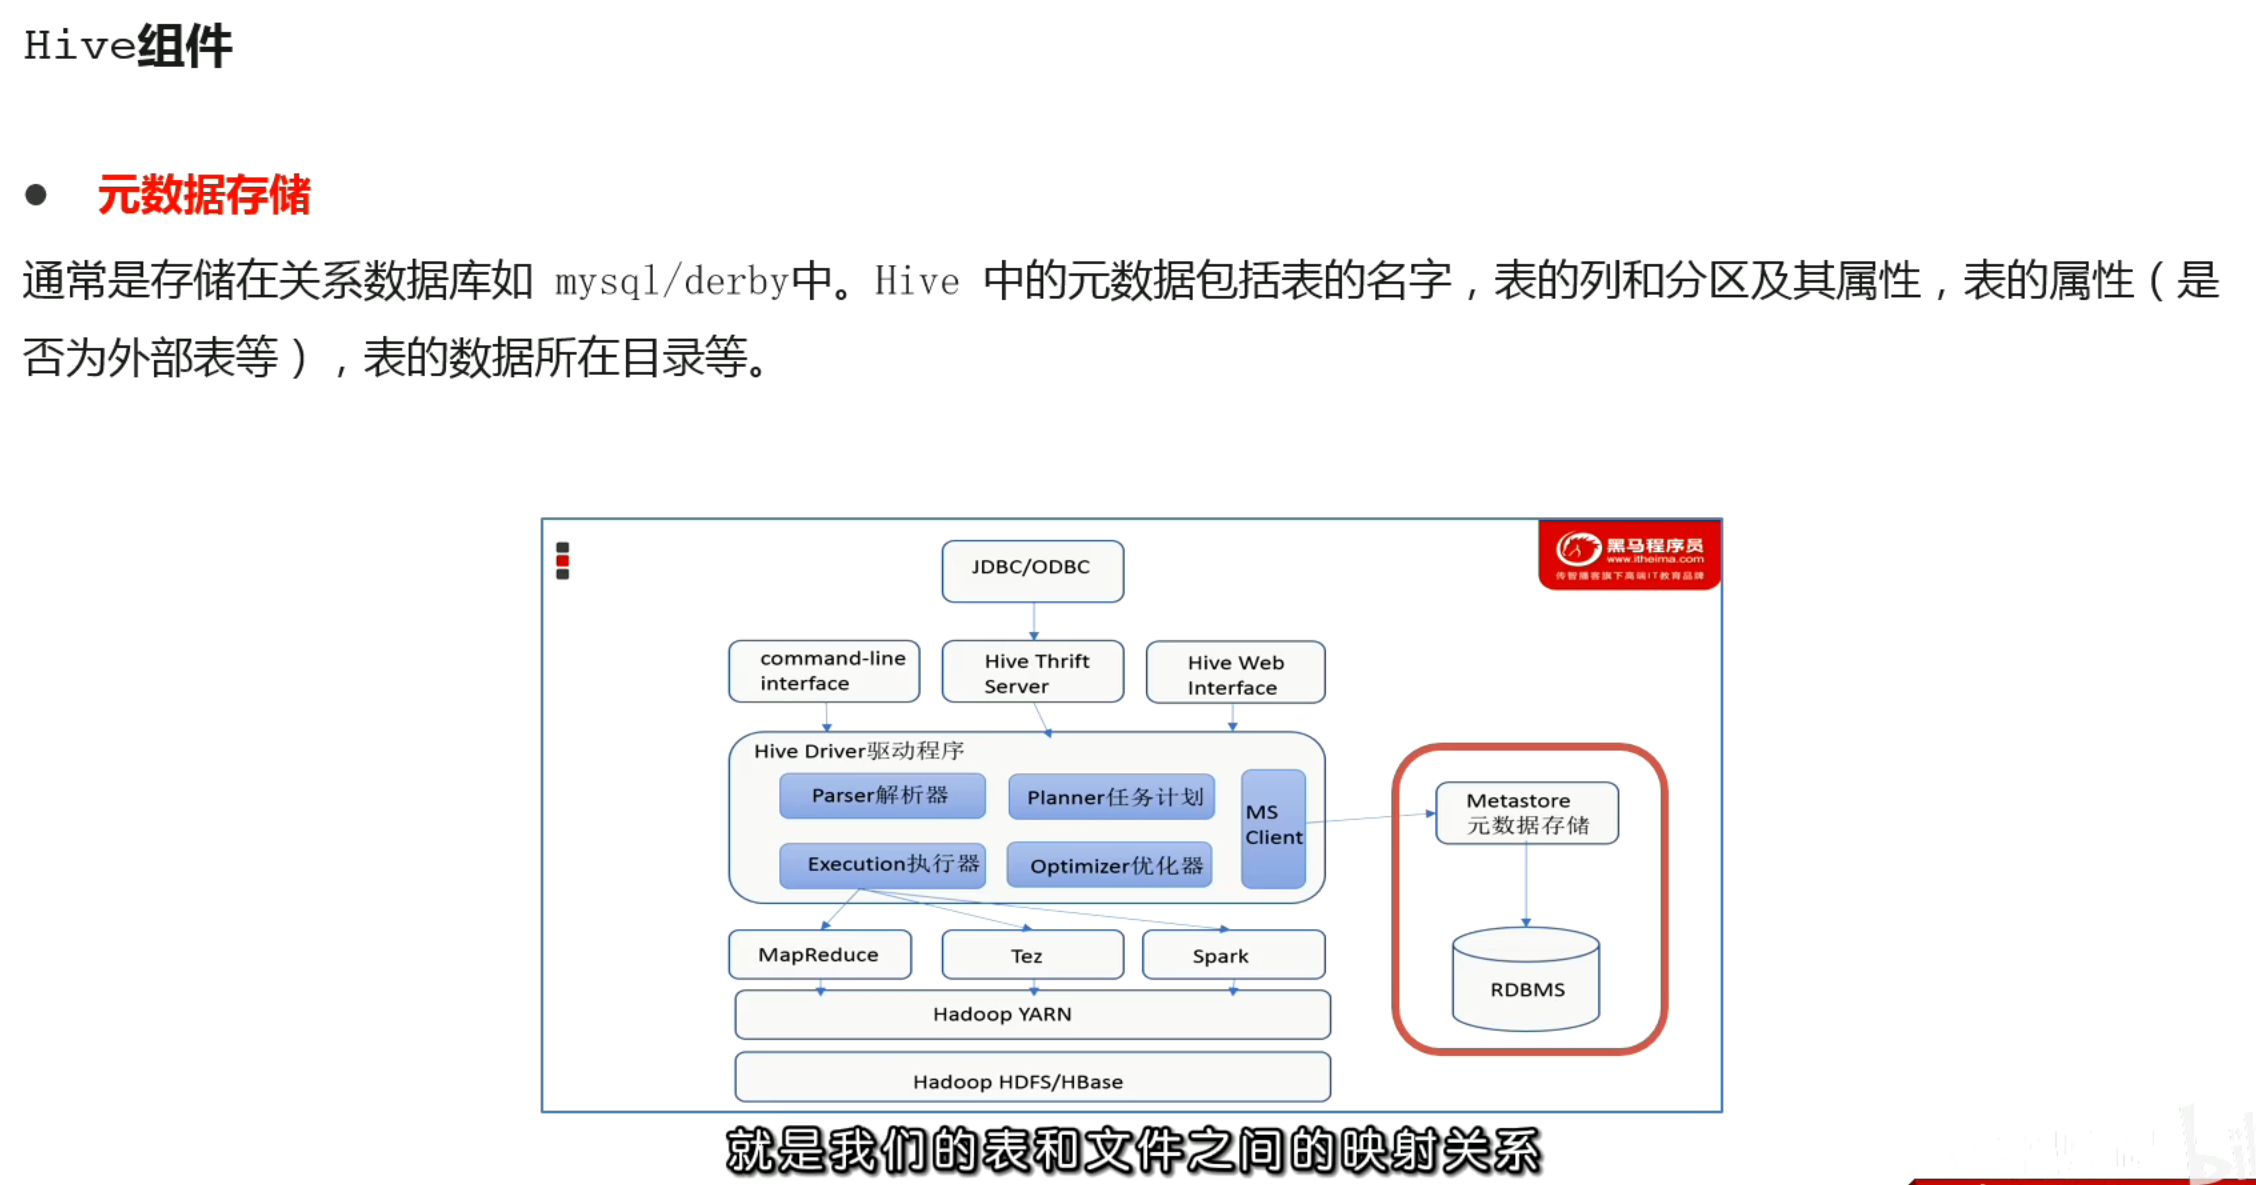 Hive组件
元数据存储
通常是存储在关系数据库如 mysql/derby中。Hive 中的元数据包括表的名字，表的列和分区及其属性，表的属性（是
否为外部表等），表的数据所在目录等。
黑马程序员
www.itheima.com
传智播客旗下高端IT教育品牌
JDBC/ODBC
command-line
interface
Hive Thrift
Server
Hive Web
Interface
Hive Driver驱动程序
Parser解析器
Planner任务计划
MS
Client
Execution执行器
Optimizer优化器
Metastore
元数据存储
MapReduce
Tez
Spark
RDBMS
Hadoop YARN
Hadoop HDFS/HBase
就是我们的表和文件之间的映射关系